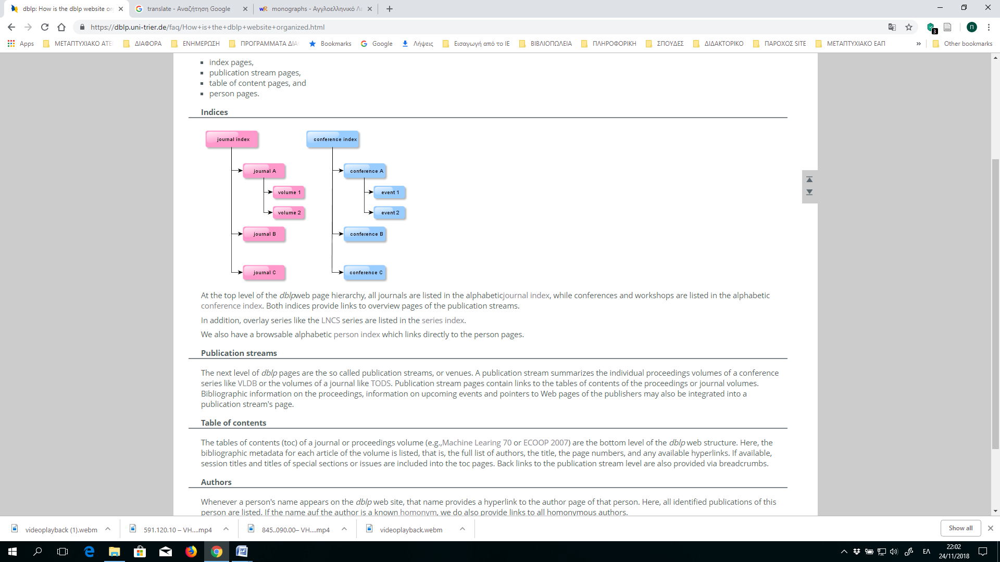 dblp: How is the dblp website or
translate - Αναζήτηση Google
monographs - Αγγλοελληνικό Λε
https://dblp.uni-trier.de/faq/How+is+the+dblp+website+organized.html
3
Π
Apps
ΜΕΤΑΠΤΥΧΙΑΚΟ ΑΤΕΙ
ΔΙΑΦΟΡΑ
ΕΝΗΜΕΡΩΣΗ
ΠΡΟΓΡΑΜΜΑΤΑ ΔΙΑ
Bookmarks
Google
Λήψεις
Εισαγωγή από το IE
ΒΙΒΛΙΟΠΩΛΕΙΑ
ΠΛΗΡΟΦΟΡΙΚΗ
ΣΠΟΥΔΕΣ
ΔΙΔΑΚΤΟΡΙΚΟ
ΠΑΡΟΧΟΣ SITE
ΜΕΤΑΠΤΥΧΙΑΚΟ ΕΑΠ
»
Other bookmarks
index pages,
publication stream pages,
table of content pages, and
person pages.
Indices
journal index
conference index
journal A
conference A
volume 1
event 1
volume 2
event 2
journal B
conference B
journal C
conference C
At the top level of the dblpweb page hierarchy, all journals are listed in the alphabeticjournal index, while conferences and workshops are listed in the alphabetic
conference index. Both indices provide links to overview pages of the publication streams.
In addition, overlay series like the LNCS series are listed in the series index.
We also have a browsable alphabetic person index which links directly to the person pages.
Publication streams
The next level of dblp pages are the so called publication streams, or venues. A publication stream summarizes the individual proceedings volumes of a conference
series like VLDB or the volumes of a journal like TODS. Publication stream pages contain links to the tables of contents of the proceedings or journal volumes.
Bibliographic information on the proceedings, information on upcoming events and pointers to Web pages of the publishers may also be integrated into a
publication stream's page.
Table of contents
The tables of contents (toc) of a journal or proceedings volume (e.g.,Machine Learing 70 or ECOOP 2007) are the bottom level of the dblp web structure. Here, the
bibliographic metadata for each article of the volume is listed, that is, the full list of authors, the title, the page numbers, and any available hyperlinks. If available,
session titles and titles of special sections or issues are included into the toc pages. Back links to the publication stream level are also provided via breadcrumbs.
Authors
Whenever a person's name appears on the dblp web site, that name provides a hyperlink to the author page of that person. Here, all identified publications of this
person are listed. If the name auf the author is a known homonym, we do also provide links to all homonymous authors.
videoplayback (1).webm
591.120.10 – VH....mp4
845..090.00– VH....mp4
videoplayback.webm
Show all
ΕΛ
22:02
24/11/2018